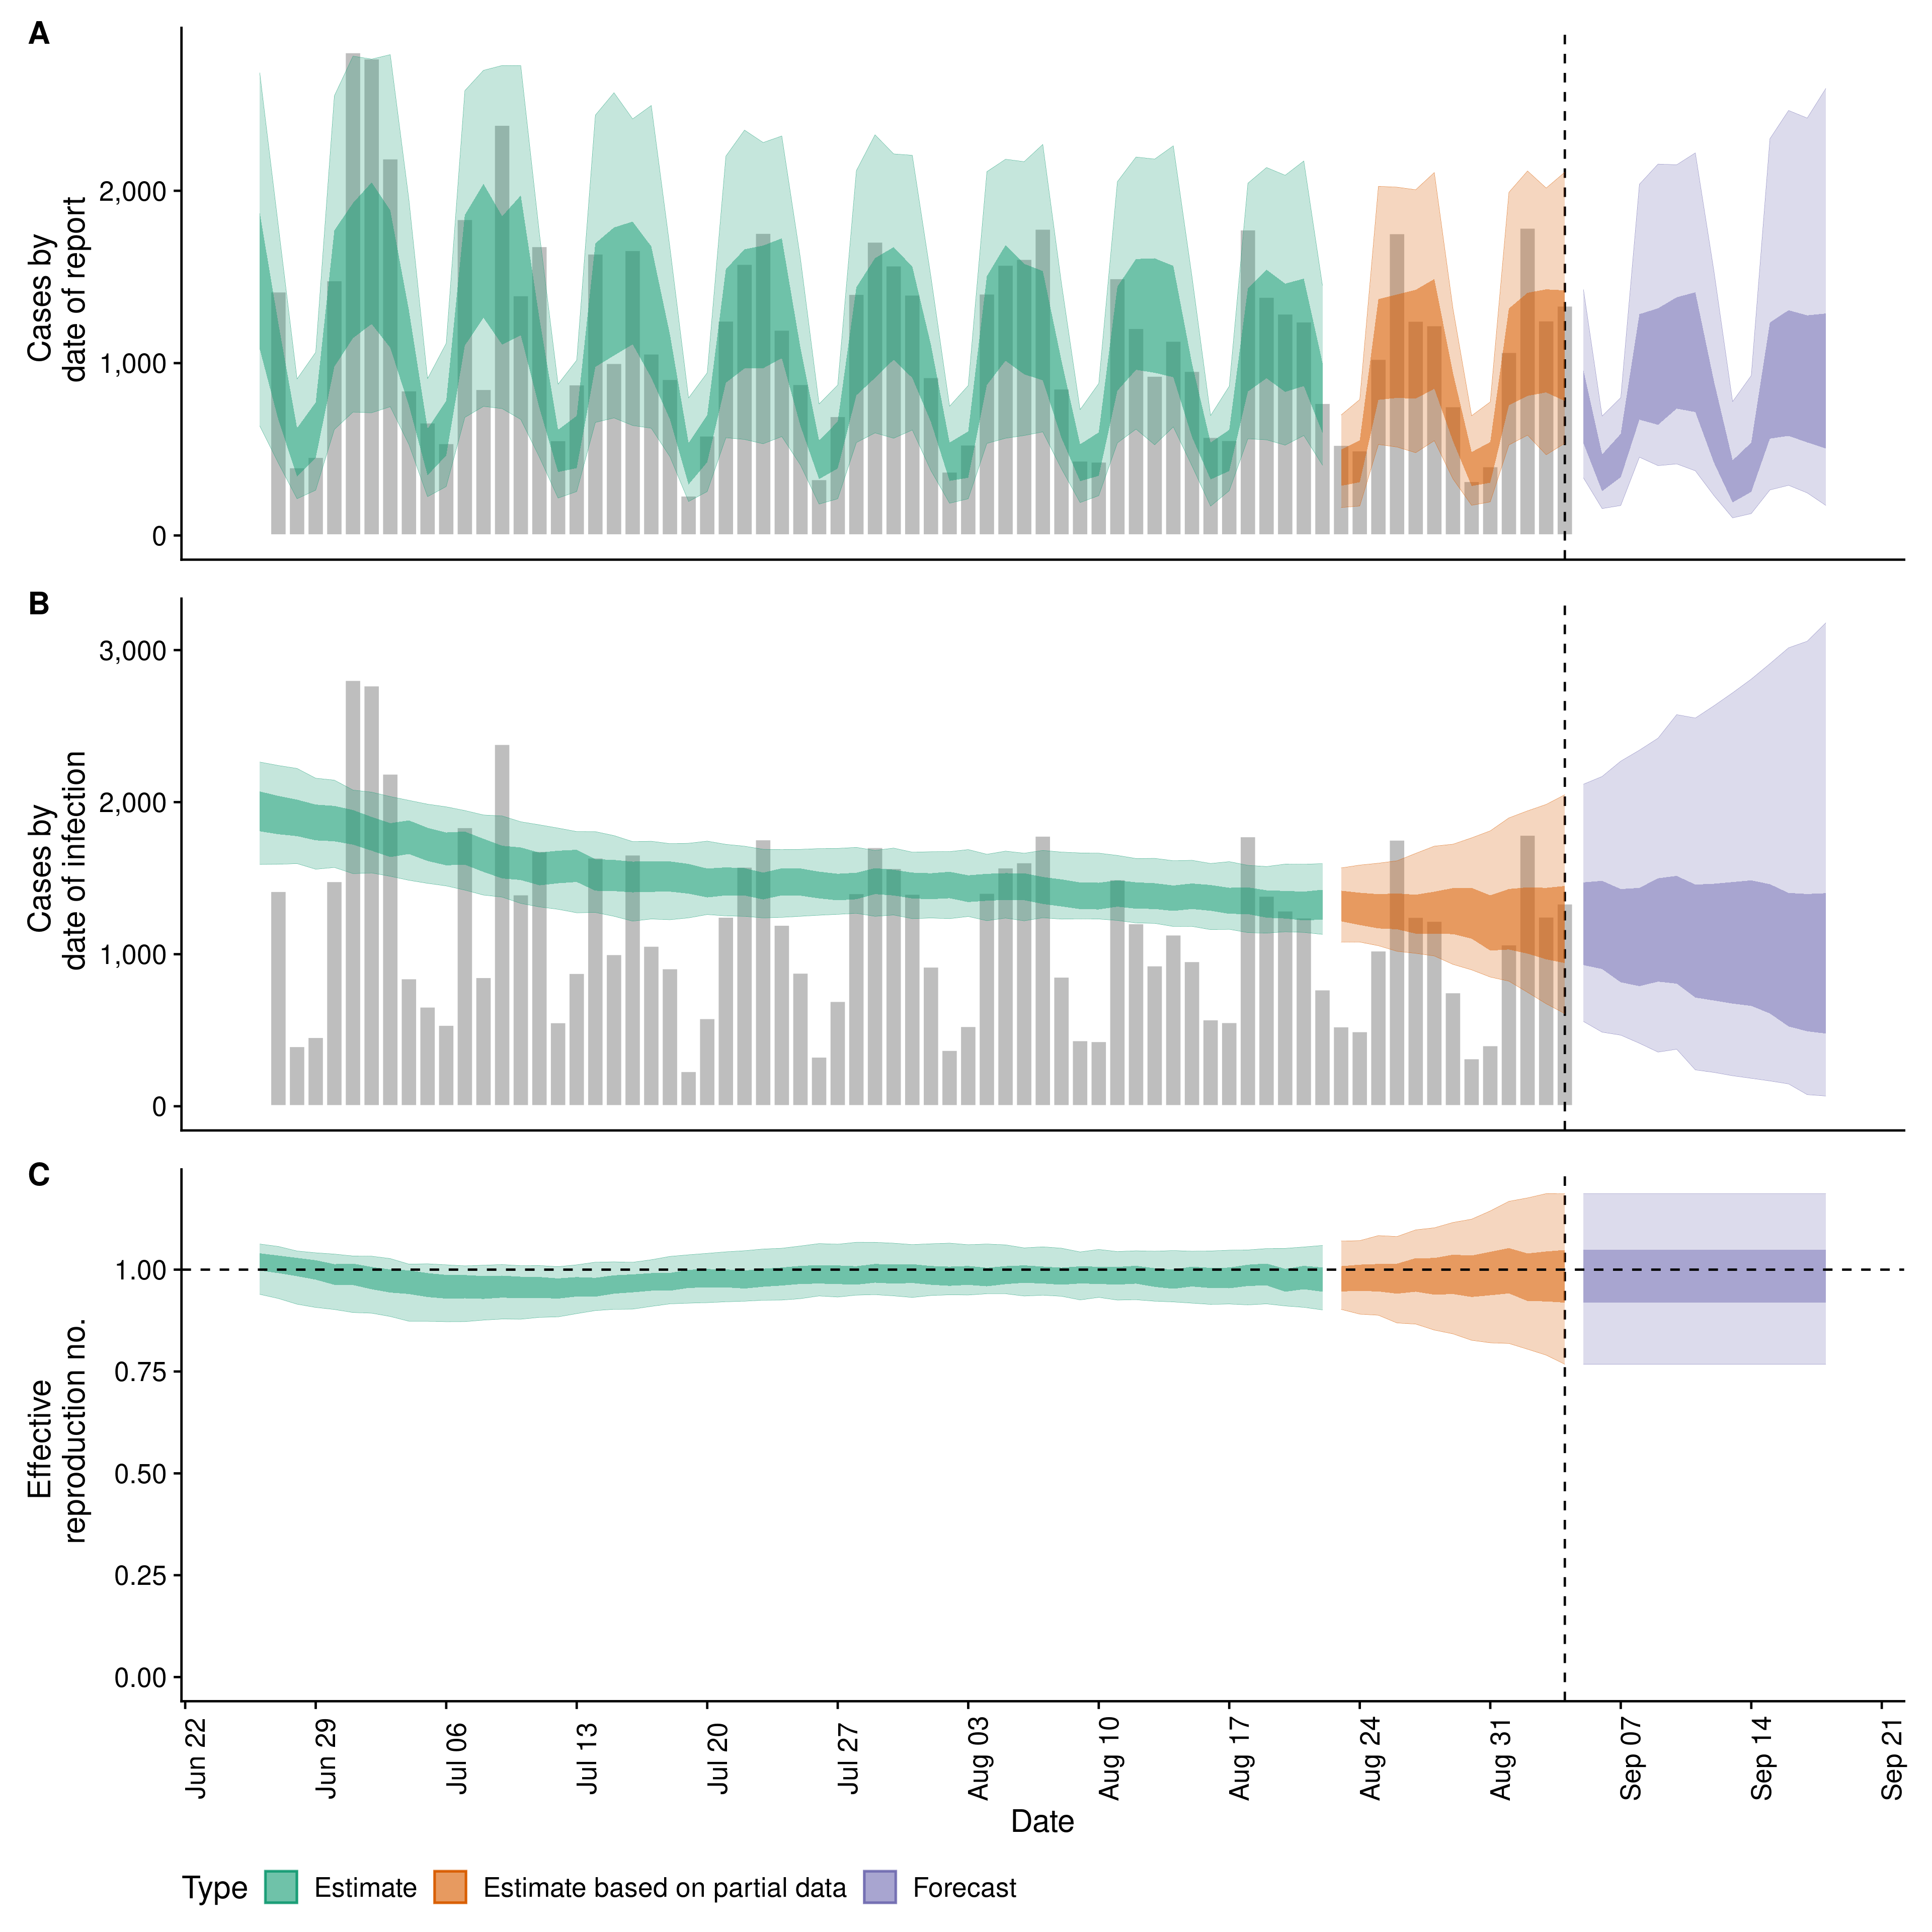 A
Cases by
date of report
2,000
1,000
0
B
Cases by
date of infection
3,000
2,000
1,000
0
C
Effective
reproduction no.
1.00
0.75
0.50
0.25
0.00
Jun 22
Jun 29
Jul 06
Jul 13
Jul 20
Jul 27
Aug 03
Aug 10
Aug 17
Aug 24
Aug 31
Sep 07
Sep 14
Sep 21
Date
Type Estimate Estimate based on partial data Forecast